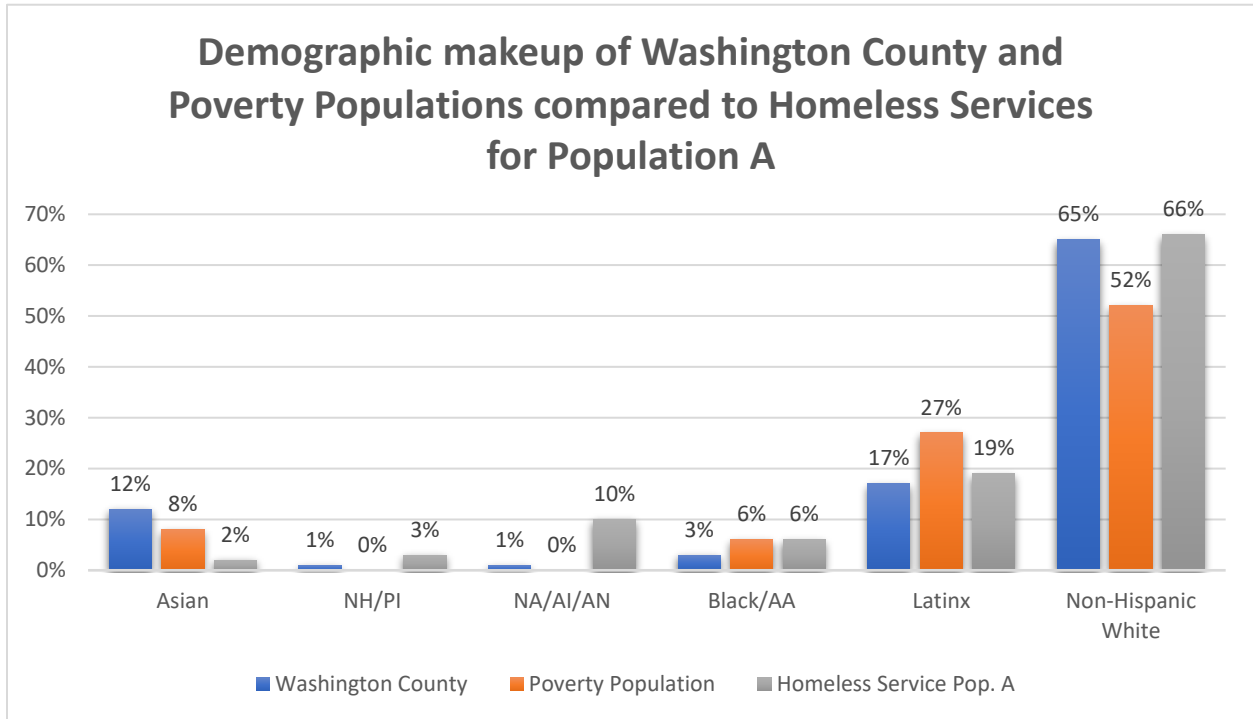 Demographic makeup of Washington County and
Poverty Populations compared to Homeless Services
for Population A
70%
60%
50%
40%
30%
20%
10%
0%
12%
8%
2%
1%
0%
3%
1%
0%
10%
3%
6%
6%
17%
27%
19%
65%
52%
66%
Asian
NH/PI
NA/AI/AN
Black/AA
Latinx
Non-Hispanic
White
Washington County
Poverty Population
Homeless Service Pop. A